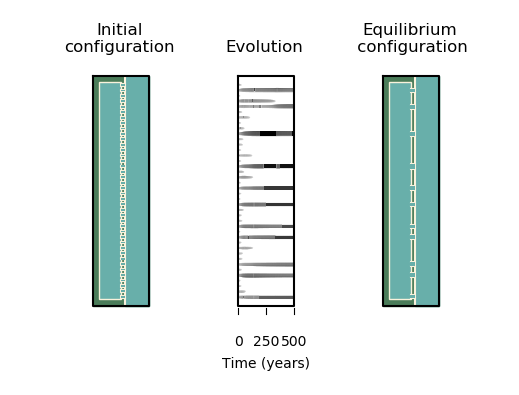 Initial
configuration
Evolution
Equilibrium
configuration
0 250 500
Time (years)